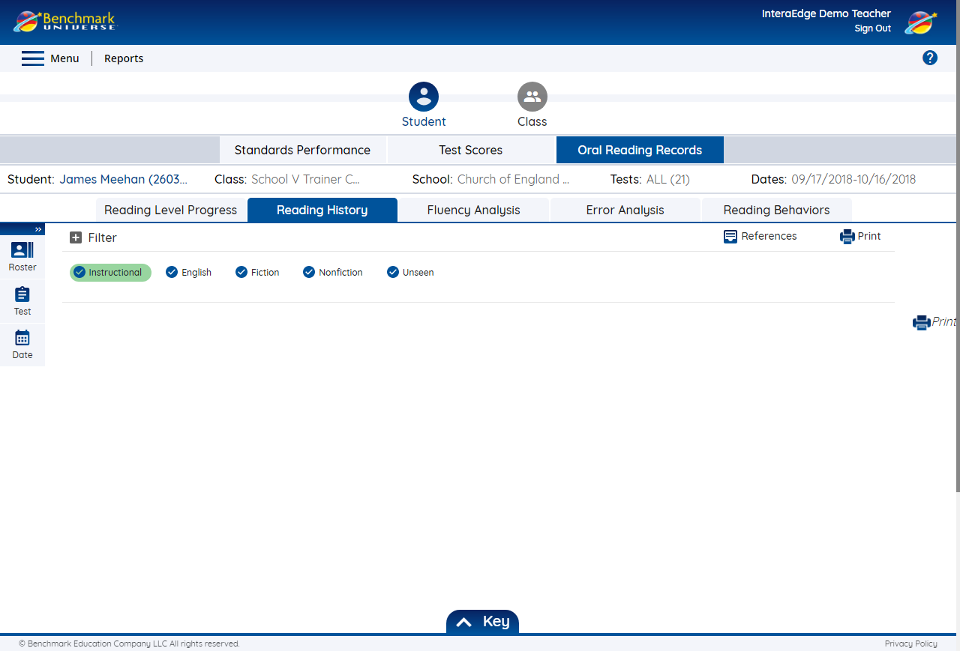 Benchmark
UNIVERSE
InteraEdge Demo Teacher
Sign Out
Menu
Reports
?
Student
Class
Standards Performance
Test Scores
Oral Reading Records
Student: James Meehan (2603...
Class: School V Trainer C...
School: Church of England ...
Tests: ALL (21)
Dates: 09/17/2018-10/16/2018
Reading Level Progress
Reading History
Fluency Analysis
Error Analysis
Reading Behaviors
»
Roster
Test
Date
Filter
References
Print
Instructional
English
Fiction
Nonfiction
Unseen
Print
Key
© Benchmark Education Company LLC All rights reserved.
Privacy Policy